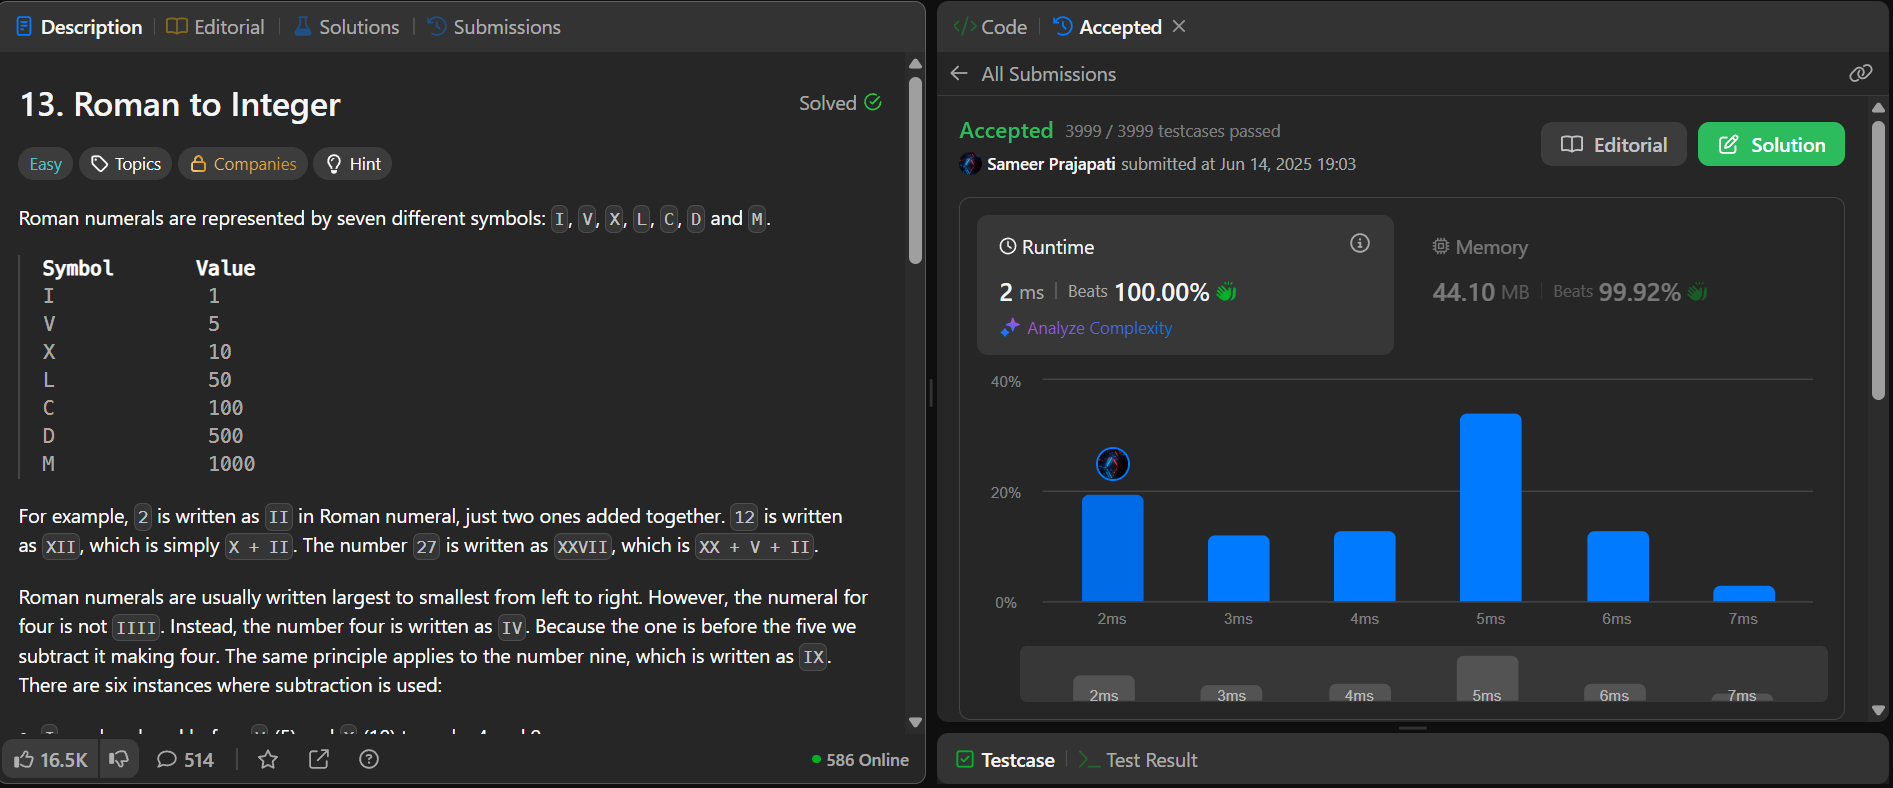 Description | Editorial | Solutions | Submissions
13. Roman to Integer
Solved
Easy Topics Companies Hint
Roman numerals are represented by seven different symbols: I, V, X, L, C, D and M.
Symbol Value
I 1
V 5
X 10
L 50
C 100
D 500
M 1000
For example, 2 is written as II in Roman numeral, just two ones added together. 12 is written
as XII, which is simply X + II. The number 27 is written as XXVII, which is XX + V + II.
Roman numerals are usually written largest to smallest from left to right. However, the numeral for
four is not IIII. Instead, the number four is written as IV. Because the one is before the five we
subtract it making four. The same principle applies to the number nine, which is written as IX.
There are six instances where subtraction is used:
16.5K 514
586 Online
</> Code | Accepted
All Submissions
Accepted 3999 / 3999 testcases passed
Sameer Prajapati submitted at Jun 14, 2025 19:03
Editorial
Solution
Runtime
2 ms | Beats 100.00%
Analyze Complexity
Memory
44.10 MB | Beats 99.92%
40%
20%
0%
2ms 3ms 4ms 5ms 6ms 7ms
2ms 3ms 4ms 5ms 6ms 7ms
Testcase | Test Result